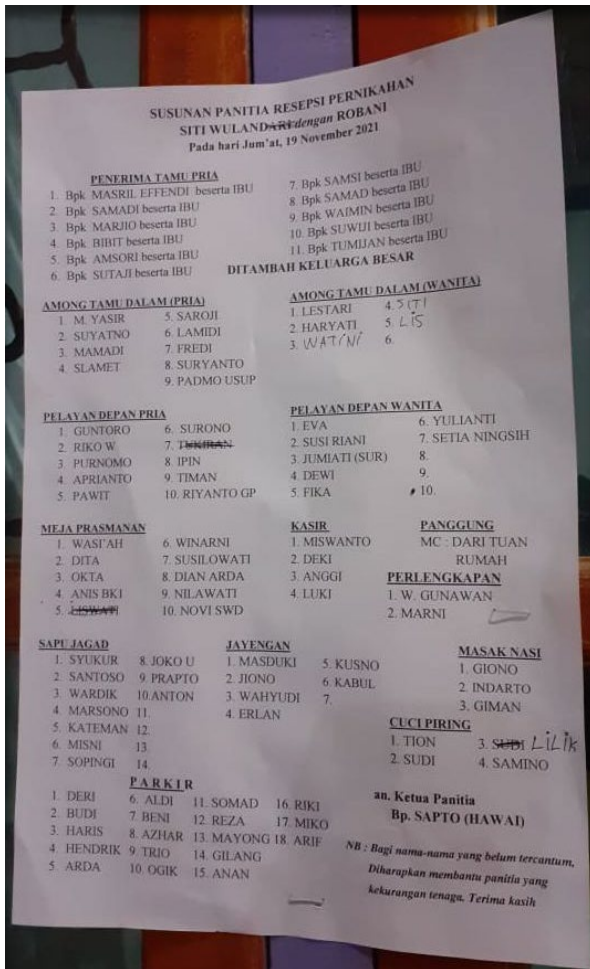 SUSUNAN PANITIA RESEPSI PERNIKAHAN
SITI WULANDARI dengan ROBANI
Pada hari Jum'at, 19 November 2021
PENERIMA TAMU PRIA
1. Bpk MASRIL EFFENDI beserta IBU
2. Bpk SAMADI beserta IBU
3. Bpk MARJIO beserta IBU
4. Bpk BIBIT beserta IBU
5. Bpk AMSORI beserta IBU
6. Bpk SUTAJI beserta IBU
7. Bpk SAMSI beserta IBU
8. Bpk SAMAD beserta IBU
9. Bpk WAIMIN beserta IBU
10. Bpk SUWIJI beserta IBU
11. Bpk TUMIJAN beserta IBU
DITAMBAH KELUARGA BESAR
AMONG TAMU DALAM (PRIA)
1. M. YASIR
2. SUYATNO
3. MAMADI
4. SLAMET
5. SAROJI
6. LAMIDI
7. FREDI
8. SURYANTO
9. PADMO USUP
AMONG TAMU DALAM (WANITA)
1. LESTARI
2. HARYATI
3. WATINI
4. SITI
5. LIS
6.
PELAYAN DEPAN PRIA
1. GUNTORO
2. RIKO W
3. PURNOMO
4. APRIANTO
5. PAWIT
6. SURONO
7. TUKIRAN
8. IPIN
9. TIMAN
10. RIYANTO GP
PELAYAN DEPAN WANITA
1. EVA
2. SUSI RIANI
3. JUMIATI (SUR)
4. DEWI
5. FIKA
6. YULIANTI
7. SETIA NINGSIH
8.
9.
10.
MEJA PRASMANAN
1. WASI'AH
2. DITA
3. OKTA
4. ANIS BKI
5. LISWATI
6. WINARNI
7. SUSILOWATI
8. DIAN ARDA
9. NILAWATI
10. NOVI SWD
KASIR
1. MISWANTO
2. DEKI
3. ANGGI
4. LUKI
PANGGUNG
MC : DARI TUAN
RUMAH
PERLENGKAPAN
1. W. GUNAWAN
2. MARNI
SAPU JAGAD
1. SYUKUR
2. SANTOSO
3. WARDIK
4. MARSONO
5. KATEMAN
6. MISNI
7. SOPINGI
8. JOKO U
9. PRAPTO
10.ANTON
11.
12.
13.
14.
JAYENGAN
1. MASDUKI
2. JIONO
3. WAHYUDI
4. ERLAN
5. KUSNO
6. KABUL
7.
MASAK NASI
1. GIONO
2. INDARTO
3. GIMAN
CUCI PIRING
1. TION
2. SUDI
3. SUDI LILIK
4. SAMINO
PARKIR
1. DERI
2. BUDI
3. HARIS
4. HENDRIK
5. ARDA
6. ALDI
7. BENI
8. AZHAR
9. TRIO
10. OGIK
11. SOMAD
12. REZA
13. MAYONG
14. GILANG
15. ANAN
16. RIKI
17. MIKO
18. ARIF
an. Ketua Panitia
Bp. SAPTO (HAWAI)
NB : Bagi nama-nama yang belum tercantum,
Diharapkan membantu panitia yang
kekurangan tenaga. Terima kasih